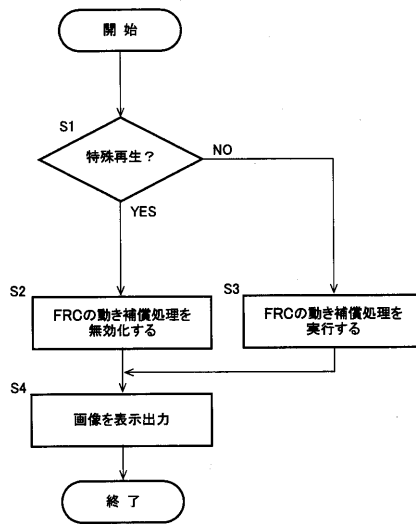 開 始
S1
特殊再生？
NO
YES
S2
FRCの動き補償処理を
無効化する
S3
FRCの動き補償処理を
実行する
S4
画像を表示出力
終 了